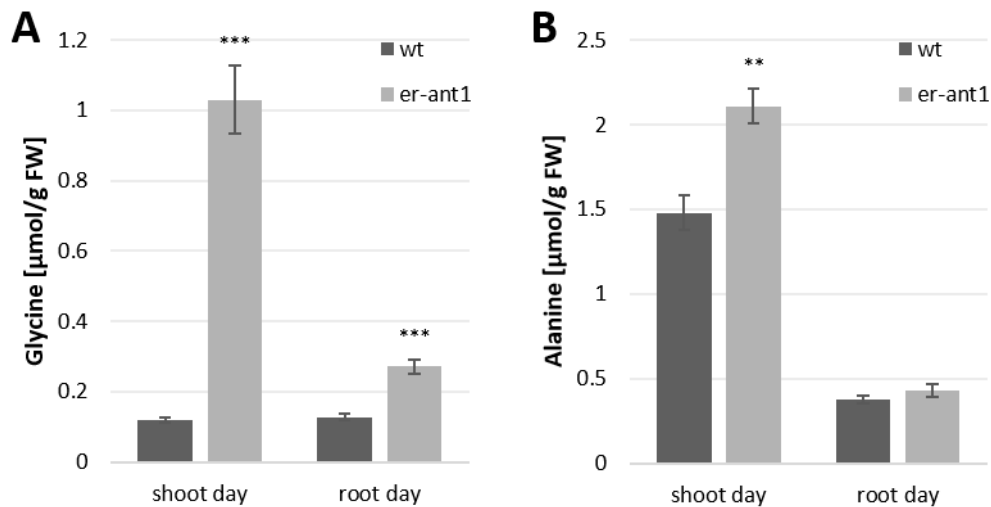 A
Glycine [µmol/g FW]
1.2
1
0.8
0.6
0.4
0.2
0
***
***
wt
er-ant1
shoot day
root day
B
Alanine [µmol/g FW]
2.5
2
1.5
1
0.5
0
**
wt
er-ant1
shoot day
root day